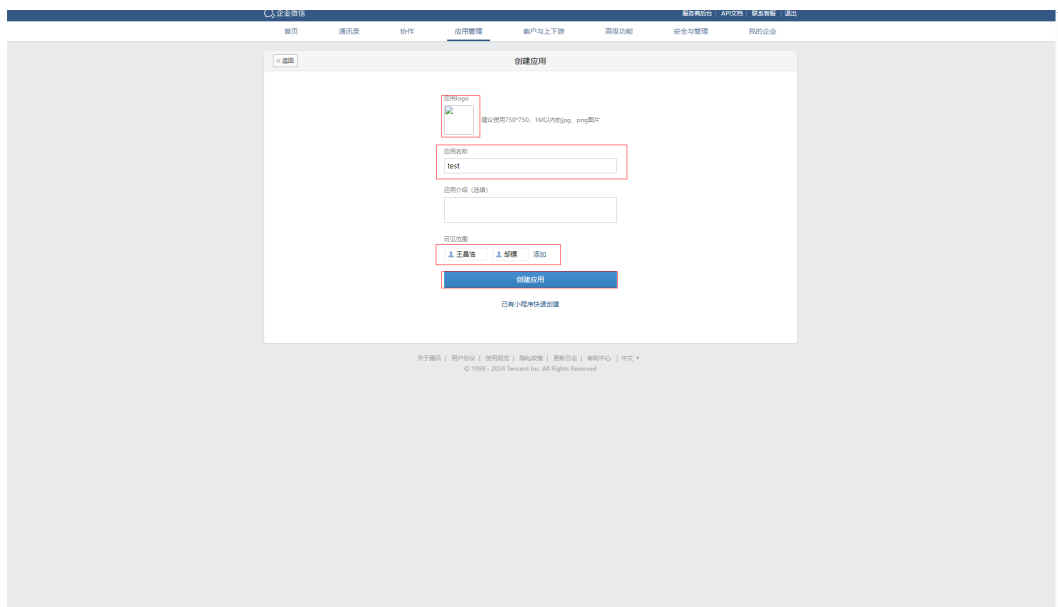 企业微信 服务商后台 | API文档 | 联系客服 | 退出
首页 通讯录 协作 应用管理 客户与上下游 高级功能 安全与管理 我的企业
« 返回 创建应用
应用logo
建议使用750*750，1M以内的jpg、png图片
应用名称
test
应用介绍（选填）
可见范围
王昌浩 邹镖 添加
创建应用
已有小程序快速创建
关于腾讯 | 用户协议 | 使用规范 | 隐私政策 | 更新日志 | 帮助中心 | 中文
© 1998 - 2024 Tencent Inc. All Rights Reserved